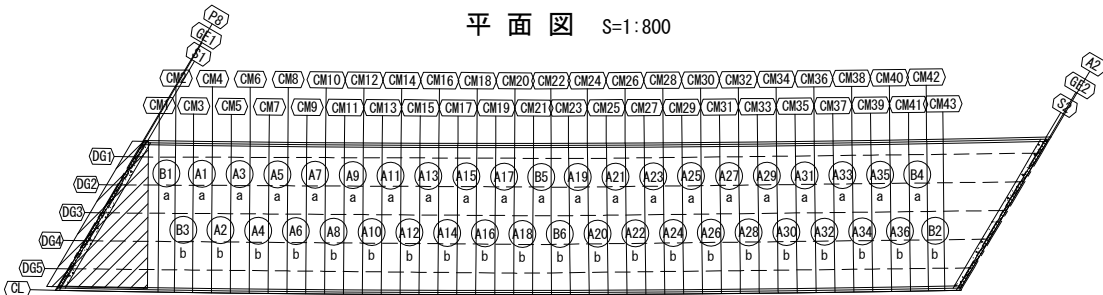 平面図 S=1:800
P8
GE1
S1
A2
GE2
S2
CM2 CM4 CM6 CM8 CM10 CM12 CM14 CM16 CM18 CM20 CM22 CM24 CM26 CM28 CM30 CM32 CM34 CM36 CM38 CM40 CM42
CM1 CM3 CM5 CM7 CM9 CM11 CM13 CM15 CM17 CM19 CM21 CM23 CM25 CM27 CM29 CM31 CM33 CM35 CM37 CM39 CM41 CM43
DG1
B1 A1 A3 A5 A7 A9 A11 A13 A15 A17 B5 A19 A21 A23 A25 A27 A29 A31 A33 A35 B4
DG2
a a a a a a a a a a a a a a a a a a a a a
DG3
B3 A2 A4 A6 A8 A10 A12 A14 A16 A18 B6 A20 A22 A24 A26 A28 A30 A32 A34 A36 B2
DG4
b b b b b b b b b b b b b b b b b b b b b
DG5
CL